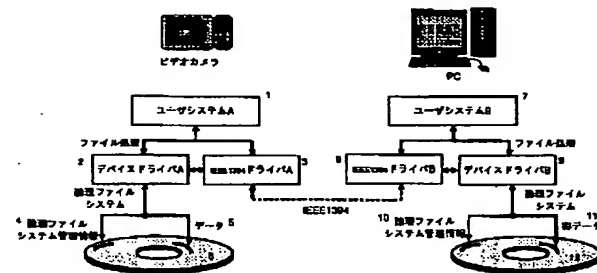 ビデオカメラ
PC
1
ユーザシステムA
7
ユーザシステムB
ファイル処理
ファイル処理
2
デバイスドライバA
IEEE1394ドライバA
3
8
IEEE1394ドライバB
デバイスドライバB
9
論理ファイル
システム
IEEE1394
論理ファイル
システム
4 論理ファイル
システム管理情報
データ 5
10 論理ファイル
システム管理情報
データ
11
6
12